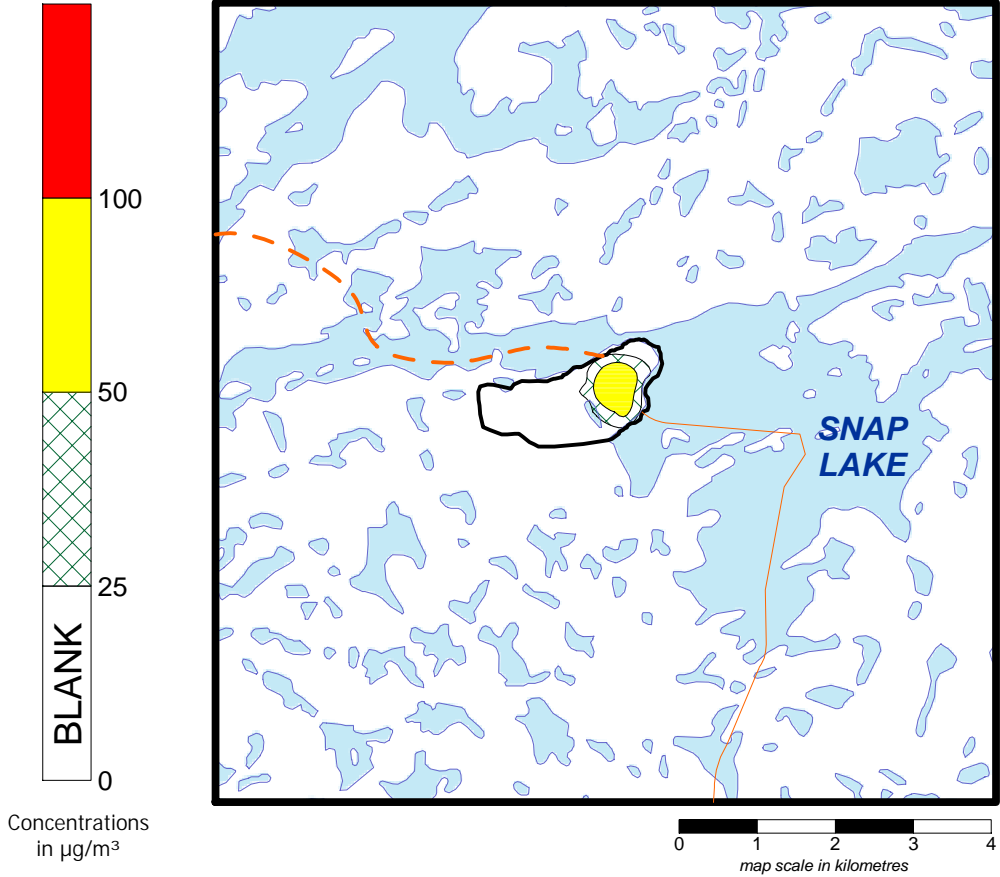 100
50
25
BLANK
0
Concentrations
in µg/m³
SNAP
LAKE
0 1 2 3 4
map scale in kilometres